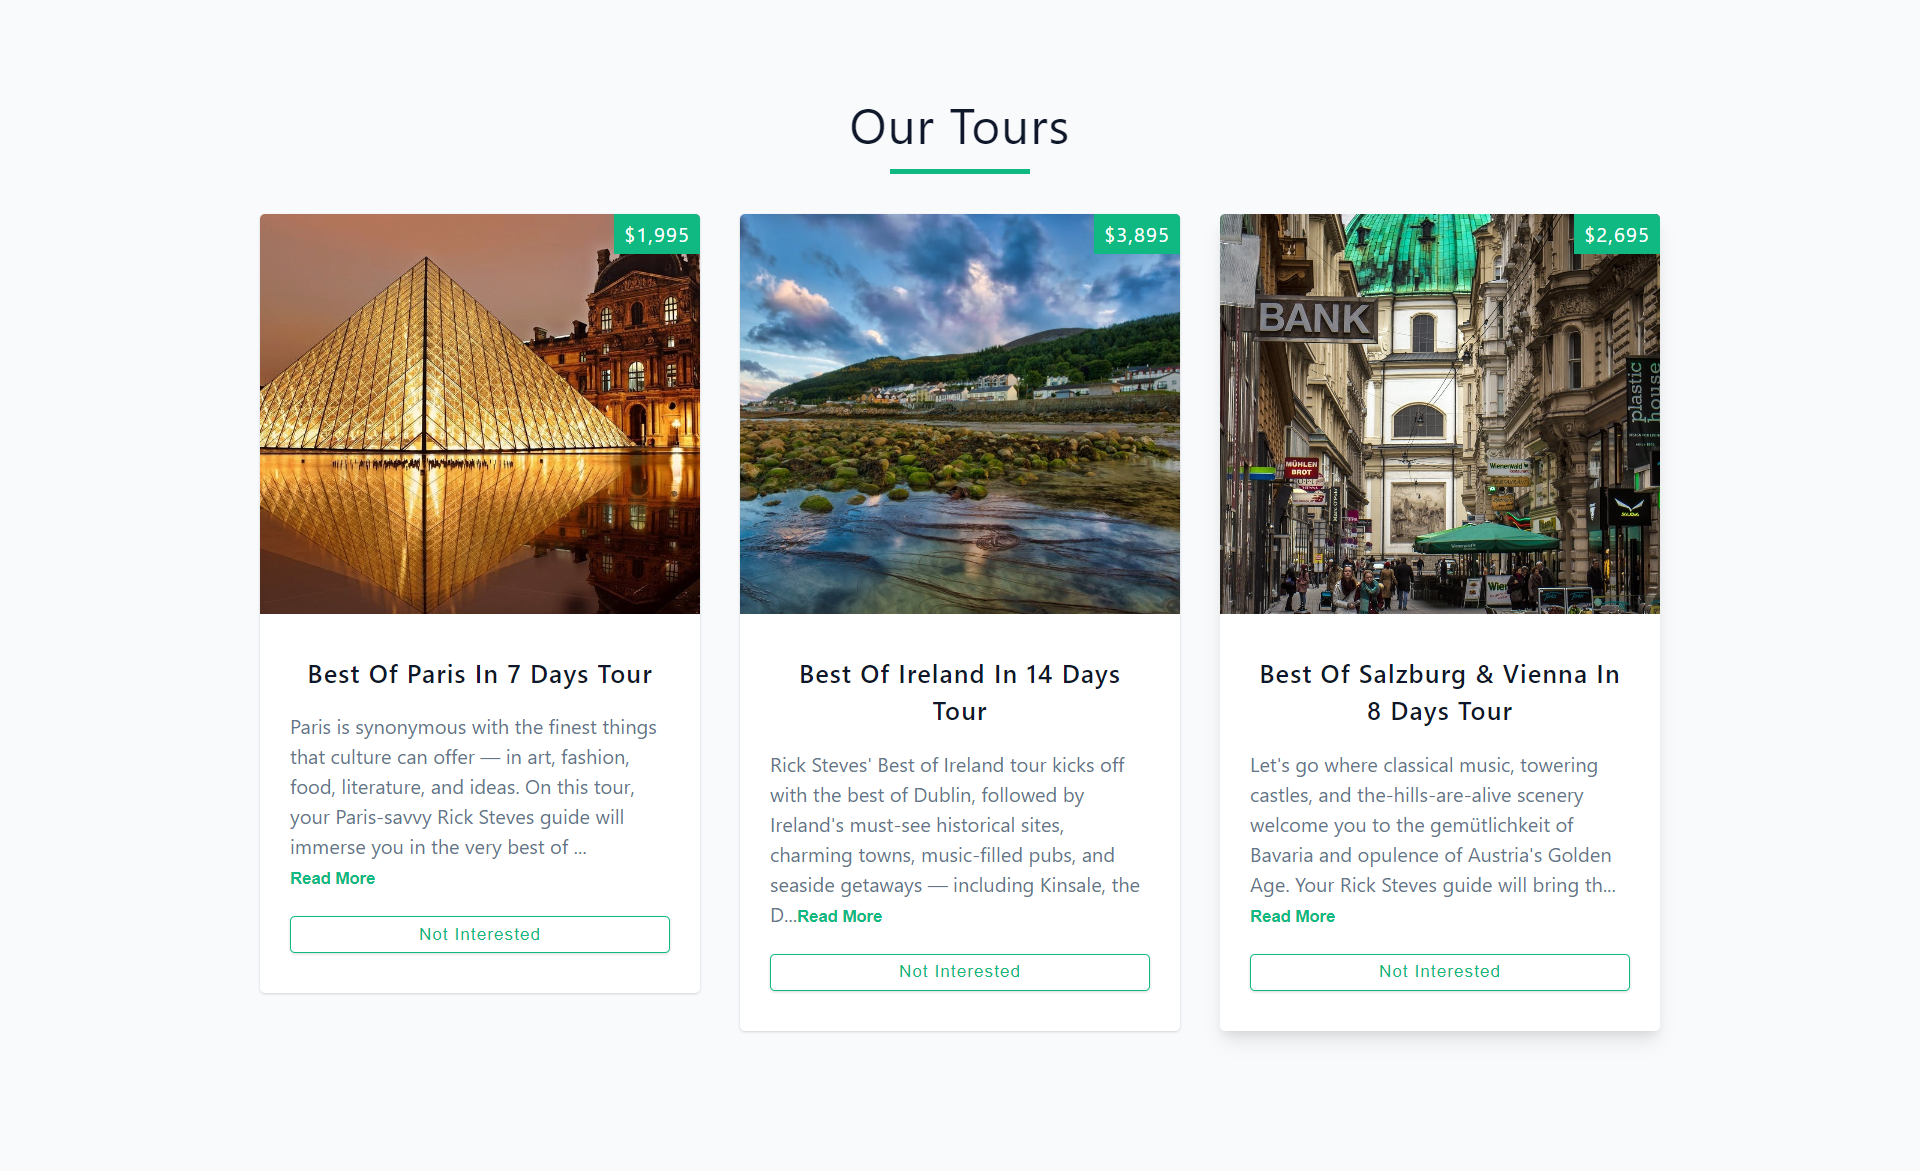 Our Tours
$1,995
Best Of Paris In 7 Days Tour
Paris is synonymous with the finest things
that culture can offer — in art, fashion,
food, literature, and ideas. On this tour,
your Paris-savvy Rick Steves guide will
immerse you in the very best of ...
Read More
Not Interested
$3,895
Best Of Ireland In 14 Days
Tour
Rick Steves' Best of Ireland tour kicks off
with the best of Dublin, followed by
Ireland's must-see historical sites,
charming towns, music-filled pubs, and
seaside getaways — including Kinsale, the
D...Read More
Not Interested
$2,695
BANK
plastic
house
MÜHLEN
BROT
Wienerwald
Wienerwald
Wien
Best Of Salzburg & Vienna In
8 Days Tour
Let's go where classical music, towering
castles, and the-hills-are-alive scenery
welcome you to the gemütlichkeit of
Bavaria and opulence of Austria's Golden
Age. Your Rick Steves guide will bring th...
Read More
Not Interested